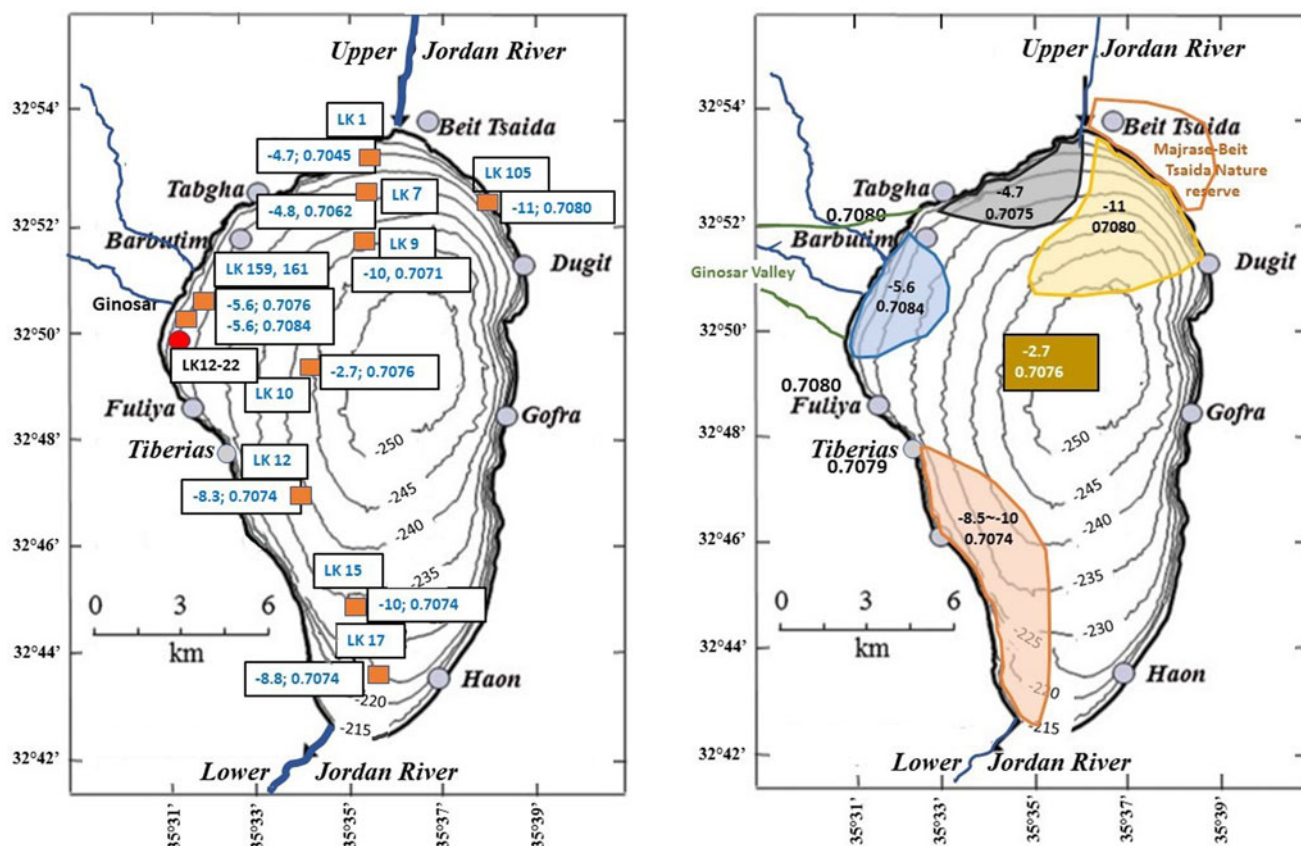 Upper Jordan River
32°54'
LK 1
Beit Tsaida
-4.7; 0.7045
LK 105
Tabgha
LK 7
-11; 0.7080
-4.8, 0.7062
32°52'
Barbutim
LK 9
LK 159, 161
-10, 0.7071
Dugit
Ginosar
-5.6; 0.7076
-5.6; 0.7084
32°50'
LK12-22
-2.7; 0.7076
LK 10
Fuliya
Gofra
-250
32°48'
Tiberias
LK 12
-245
-8.3; 0.7074
-240
32°46'
LK 15
-235
0 3 6
-10; 0.7074
km
LK 17
32°44'
-8.8; 0.7074
Haon
-220
-215
32°42'
Lower Jordan River
35°31'
35°33'
35°35'
35°37'
35°39'
Upper Jordan River
32°54'
Beit Tsaida
Majrase-Beit
Tsaida Nature
reserve
Tabgha
-4.7
0.7075
-11
07080
0.7080
32°52'
Barbutim
Dugit
Ginosar Valley
-5.6
0.7084
32°50'
-2.7
0.7076
0.7080
Fuliya
Gofra
-250
32°48'
Tiberias
0.7079
-245
-8.5~-10
0.7074
-240
32°46'
-235
0 3 6
-230
-225
km
32°44'
Haon
-220
-215
32°42'
Lower Jordan River
35°31'
35°33'
35°35'
35°37'
35°39'